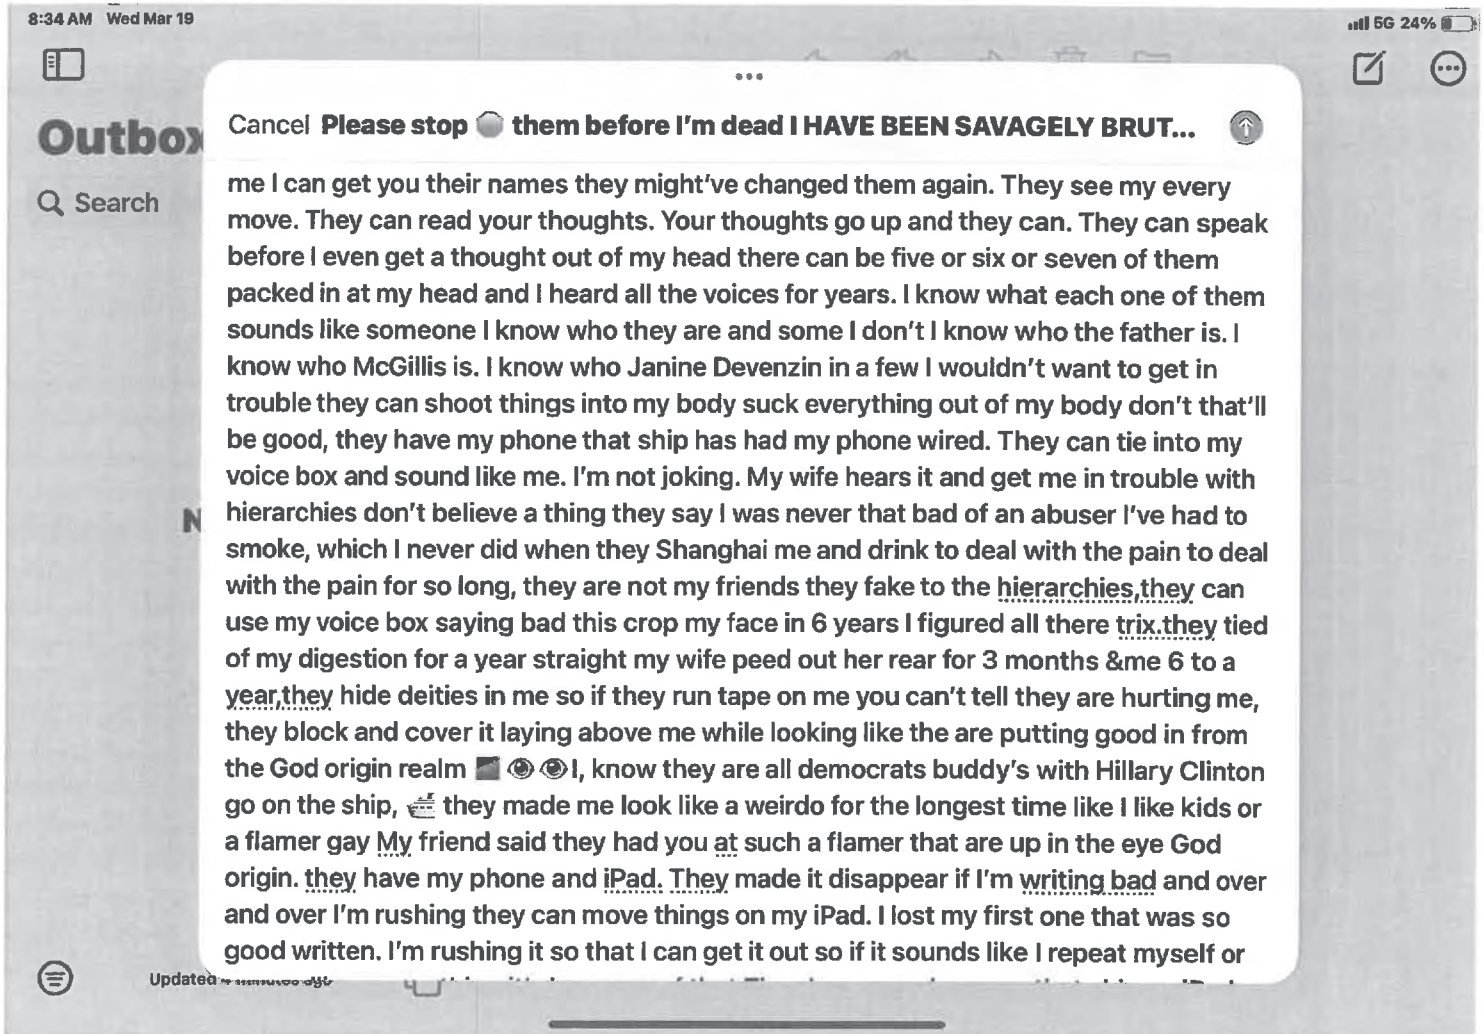 8:34 AM Wed Mar 19
5G 24%
Outbox
Search
Cancel Please stop them before I'm dead I HAVE BEEN SAVAGELY BRUT...
me I can get you their names they might've changed them again. They see my every
move. They can read your thoughts. Your thoughts go up and they can. They can speak
before I even get a thought out of my head there can be five or six or seven of them
packed in at my head and I heard all the voices for years. I know what each one of them
sounds like someone I know who they are and some I don't I know who the father is. I
know who McGillis is. I know who Janine Devenzin in a few I wouldn't want to get in
trouble they can shoot things into my body suck everything out of my body don't that'll
be good, they have my phone that ship has had my phone wired. They can tie into my
voice box and sound like me. I'm not joking. My wife hears it and get me in trouble with
hierarchies don't believe a thing they say I was never that bad of an abuser I've had to
smoke, which I never did when they Shanghai me and drink to deal with the pain to deal
with the pain for so long, they are not my friends they fake to the hierarchies,they can
use my voice box saying bad this crop my face in 6 years I figured all there trix.they tied
of my digestion for a year straight my wife peed out her rear for 3 months &me 6 to a
year,they hide deities in me so if they run tape on me you can't tell they are hurting me,
they block and cover it laying above me while looking like the are putting good in from
the God origin realm 👁👁I, know they are all democrats buddy's with Hillary Clinton
go on the ship, they made me look like a weirdo for the longest time like I like kids or
a flamer gay My friend said they had you at such a flamer that are up in the eye God
origin. they have my phone and iPad. They made it disappear if I'm writing bad and over
and over I'm rushing they can move things on my iPad. I lost my first one that was so
good written. I'm rushing it so that I can get it out so if it sounds like I repeat myself or
N
Updated